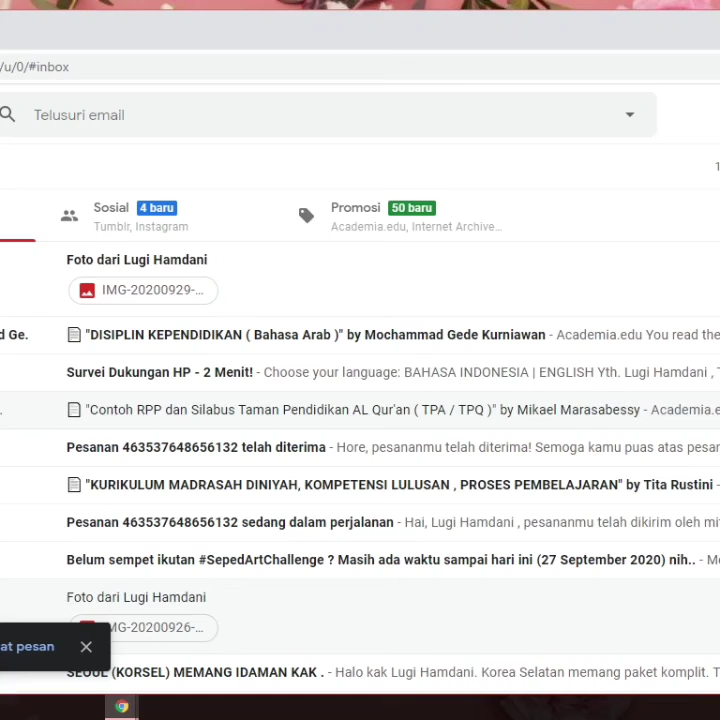 /u/0/#inbox
Telusuri email
1
Sosial 4 baru
Tumblr, Instagram
Promosi 50 baru
Academia.edu, Internet Archive...
Foto dari Lugi Hamdani
IMG-20200929-...
d Ge.
"DISIPLIN KEPENDIDIKAN ( Bahasa Arab )" by Mochammad Gede Kurniawan - Academia.edu You read the
Survei Dukungan HP - 2 Menit! - Choose your language: BAHASA INDONESIA | ENGLISH Yth. Lugi Hamdani , T
"Contoh RPP dan Silabus Taman Pendidikan AL Qur'an ( TPA / TPQ )" by Mikael Marasabessy - Academia.e
Pesanan 463537648656132 telah diterima - Hore, pesananmu telah diterima! Semoga kamu puas atas pesan
"KURIKULUM MADRASAH DINIYAH, KOMPETENSI LULUSAN , PROSES PEMBELAJARAN" by Tita Rustini -
Pesanan 463537648656132 sedang dalam perjalanan - Hai, Lugi Hamdani , pesananmu telah dikirim oleh mit
Belum sempet ikutan #SepedArtChallenge ? Masih ada waktu sampai hari ini (27 September 2020) nih.. - Me
Foto dari Lugi Hamdani
MG-20200926-...
at pesan
SEOUL (KORSEL) MEMANG IDAMAN KAK . - Halo kak Lugi Hamdani. Korea Selatan memang paket komplit. T